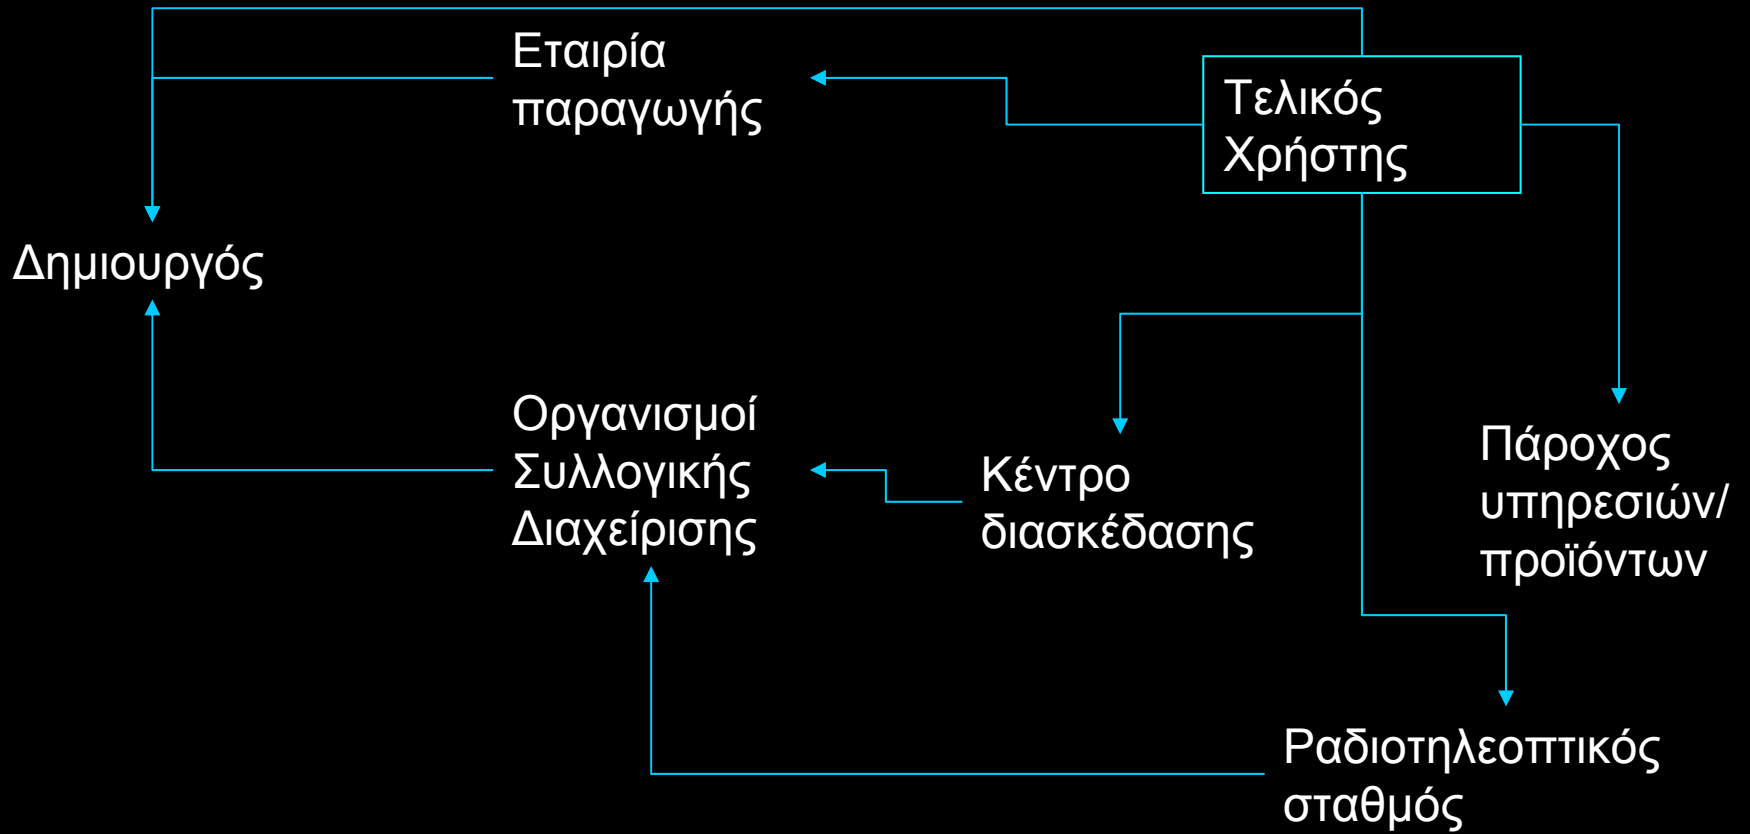 Εταιρία
παραγωγής
Τελικός
Χρήστης
Δημιουργός
Οργανισμοί
Συλλογικής
Διαχείρισης
Κέντρο
διασκέδασης
Πάροχος
υπηρεσιών/
προϊόντων
Ραδιοτηλεοπτικός
σταθμός